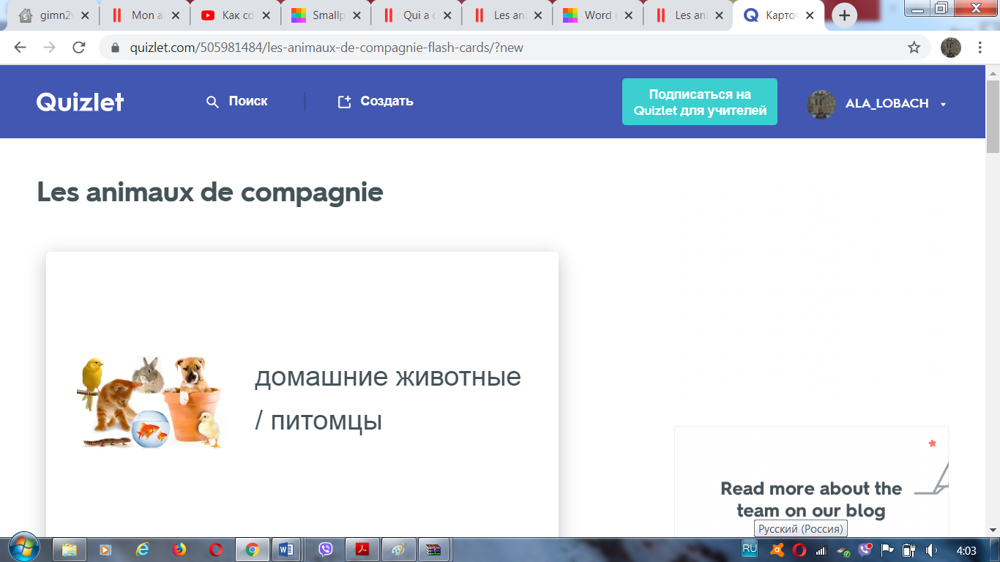 gimn2
Mon a
Как со
Smallp
Qui a
Les ani
Word
Les ani
Карточ
quizlet.com/505981484/les-animaux-de-compagnie-flash-cards/?new
Quizlet
Поиск
Создать
Подписаться на
Quizlet для учителей
ALA_LOBACH
Les animaux de compagnie
домашние животные
/ питомцы
Read more about the
team on our blog
Русский (Россия)
RU
4:03